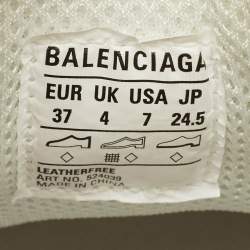 BALENCIAGA
EUR UK USA JP
37 4 7 24.5
LEATHERFREE
ART NO. 524039
MADE IN CHINA